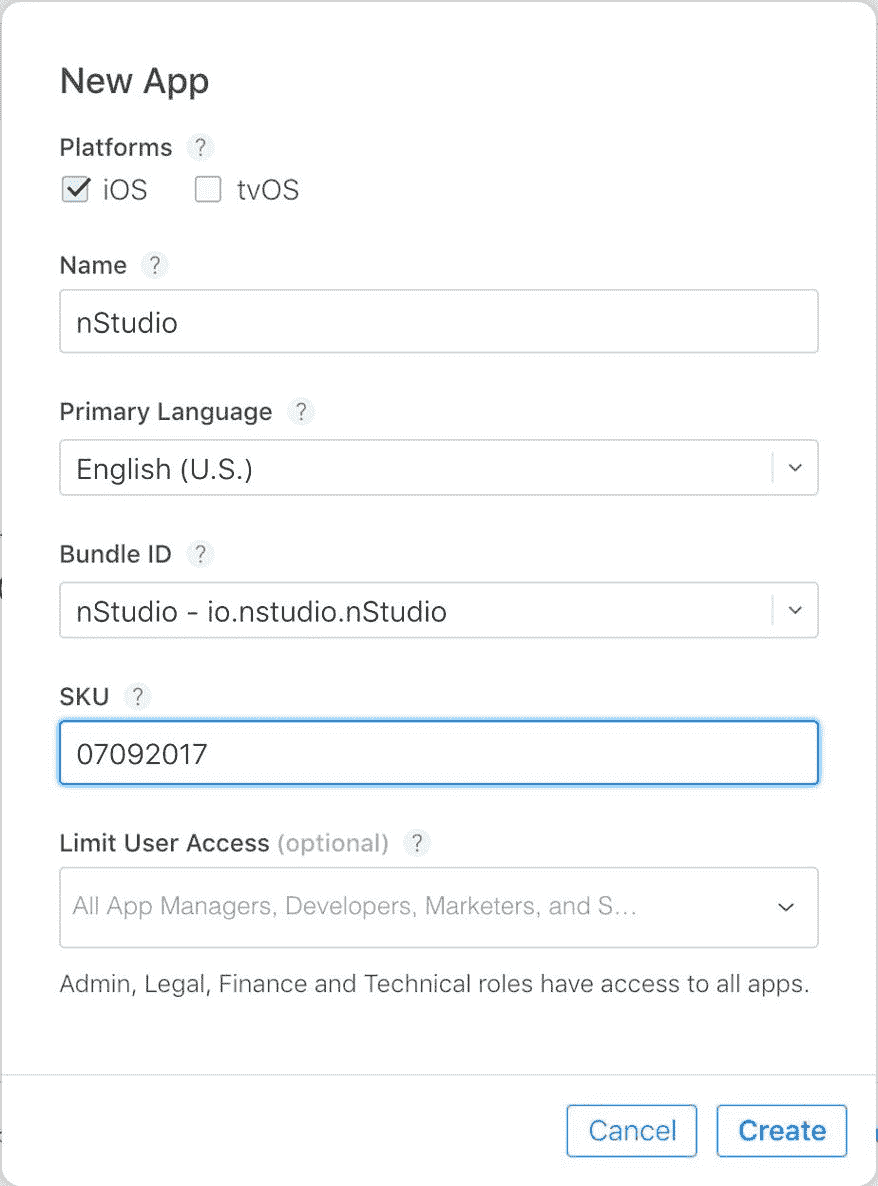 New App
Platforms ?
iOS tvOS
Name ?
nStudio
Primary Language ?
English (U.S.)
Bundle ID ?
nStudio - io.nstudio.nStudio
SKU ?
07092017
Limit User Access (optional) ?
All App Managers, Developers, Marketers, and S...
Admin, Legal, Finance and Technical roles have access to all apps.
Cancel Create